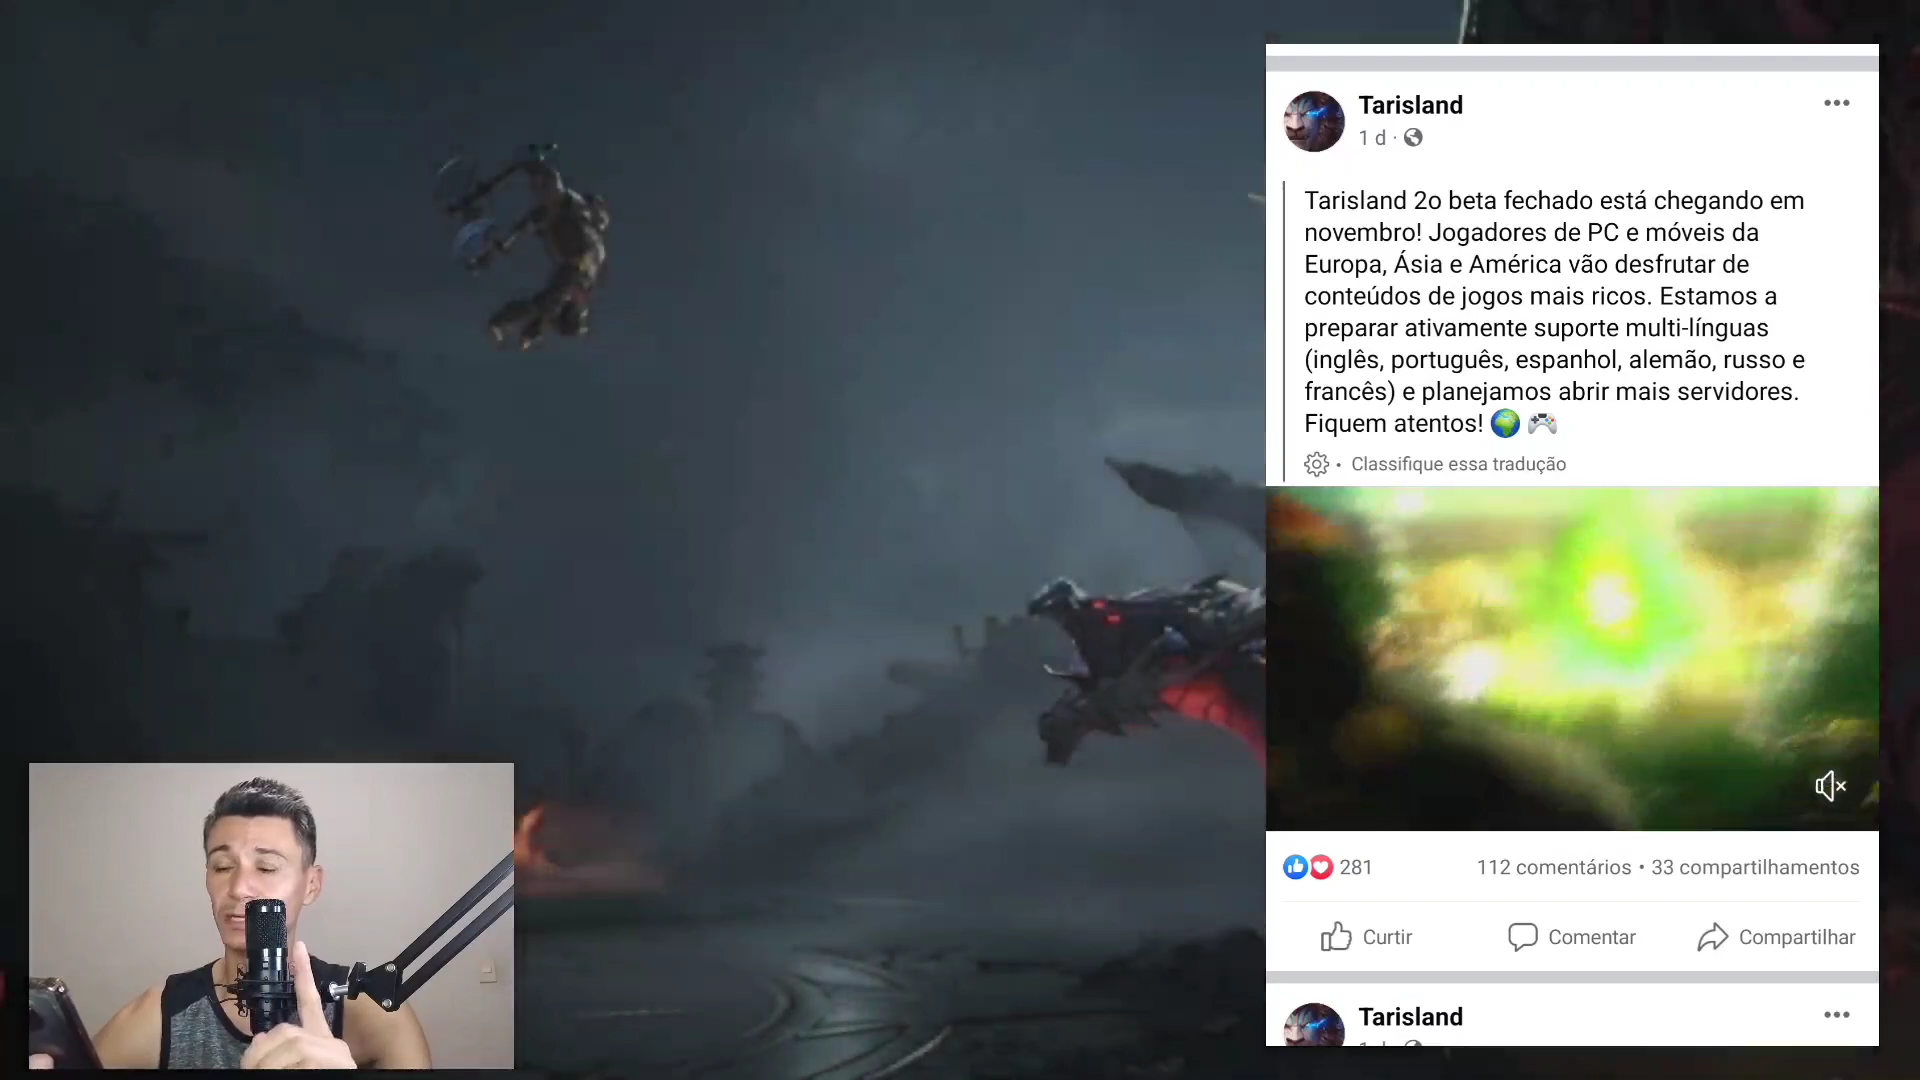 Tarisland
1 d ·
Tarisland 2o beta fechado está chegando em
novembro! Jogadores de PC e móveis da
Europa, Ásia e América vão desfrutar de
conteúdos de jogos mais ricos. Estamos a
preparar ativamente suporte multi-línguas
(inglês, português, espanhol, alemão, russo e
francês) e planejamos abrir mais servidores.
Fiquem atentos! 🌍 🎮
• Classifique essa tradução
281 112 comentários • 33 compartilhamentos
Curtir Comentar Compartilhar
Tarisland